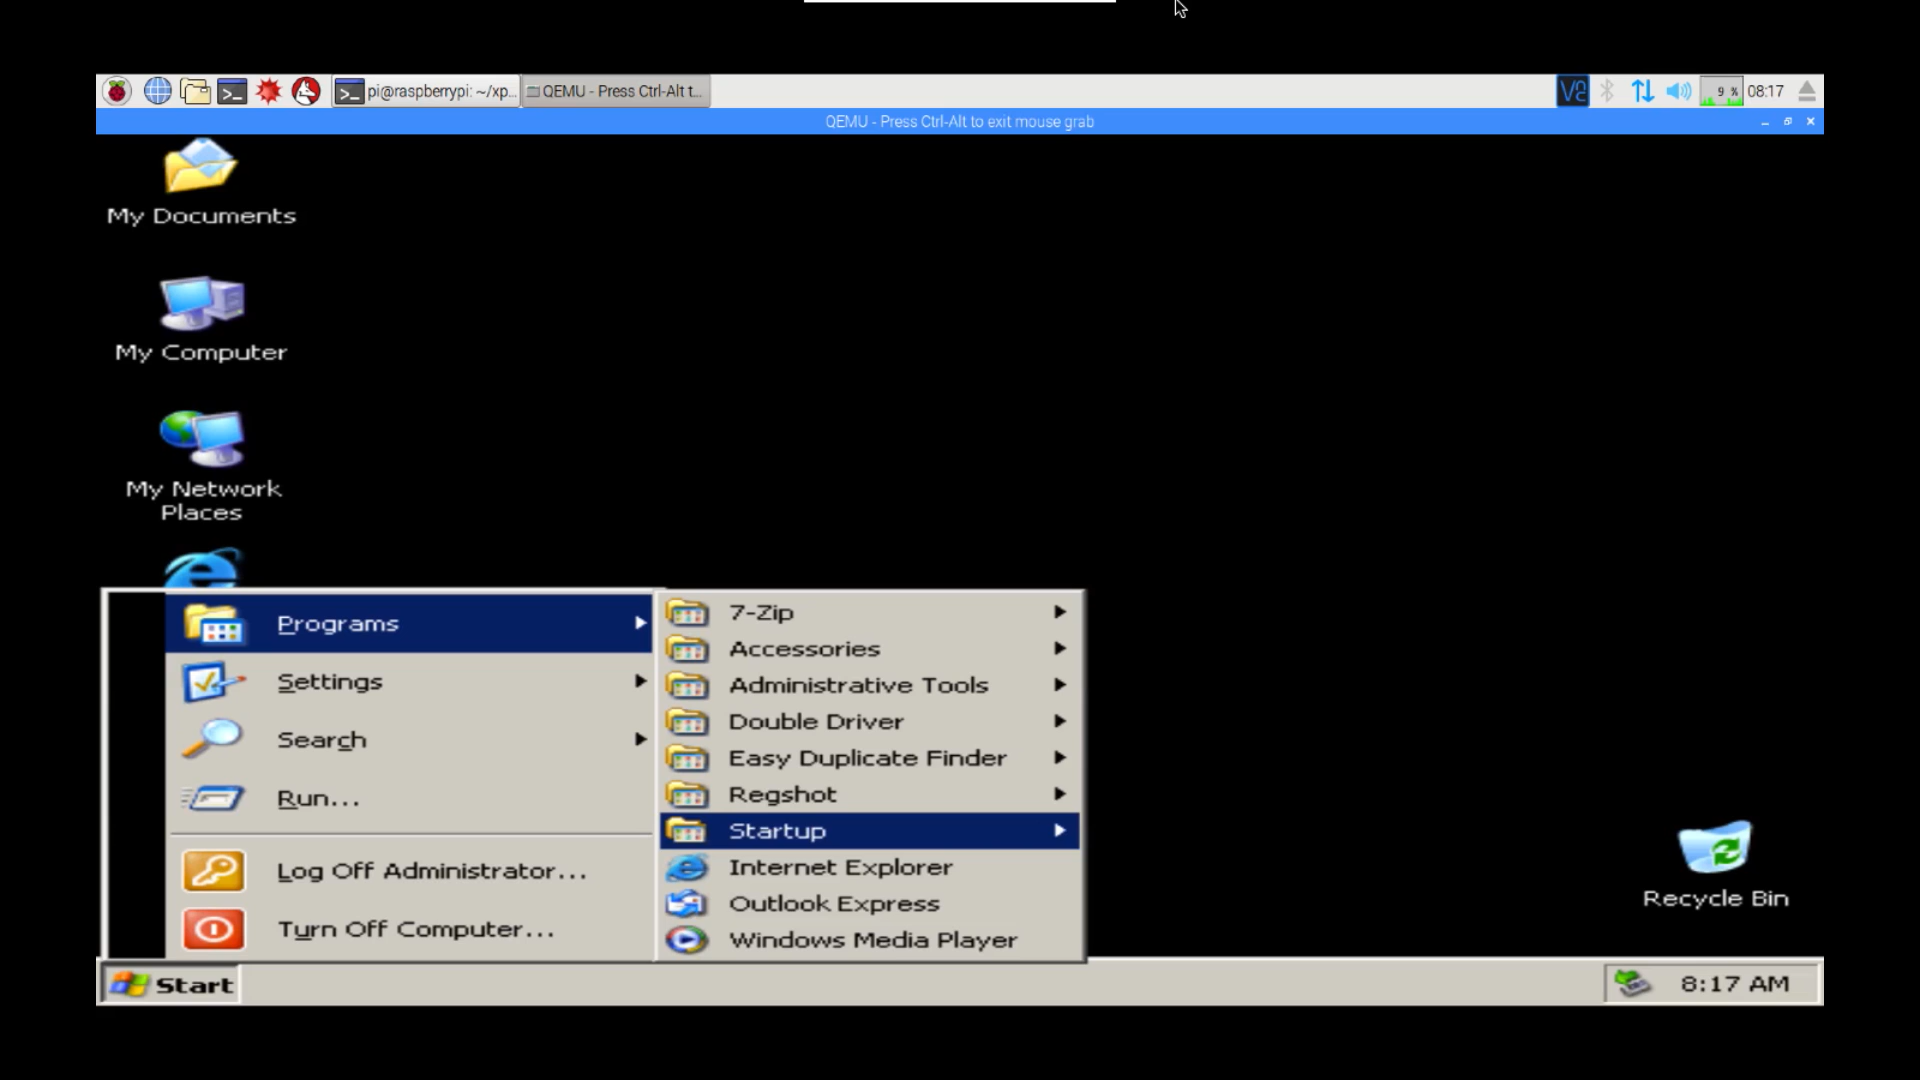 pi@raspberrypi: ~/xp...
QEMU - Press Ctrl-Alt t...
V2
9 %
08:17
QEMU - Press Ctrl-Alt to exit mouse grab
My Documents
My Computer
My Network
Places
Programs
Settings
Search
Run...
Log Off Administrator...
Turn Off Computer...
7-Zip
Accessories
Administrative Tools
Double Driver
Easy Duplicate Finder
Regshot
Startup
Internet Explorer
Outlook Express
Windows Media Player
Recycle Bin
Start
8:17 AM